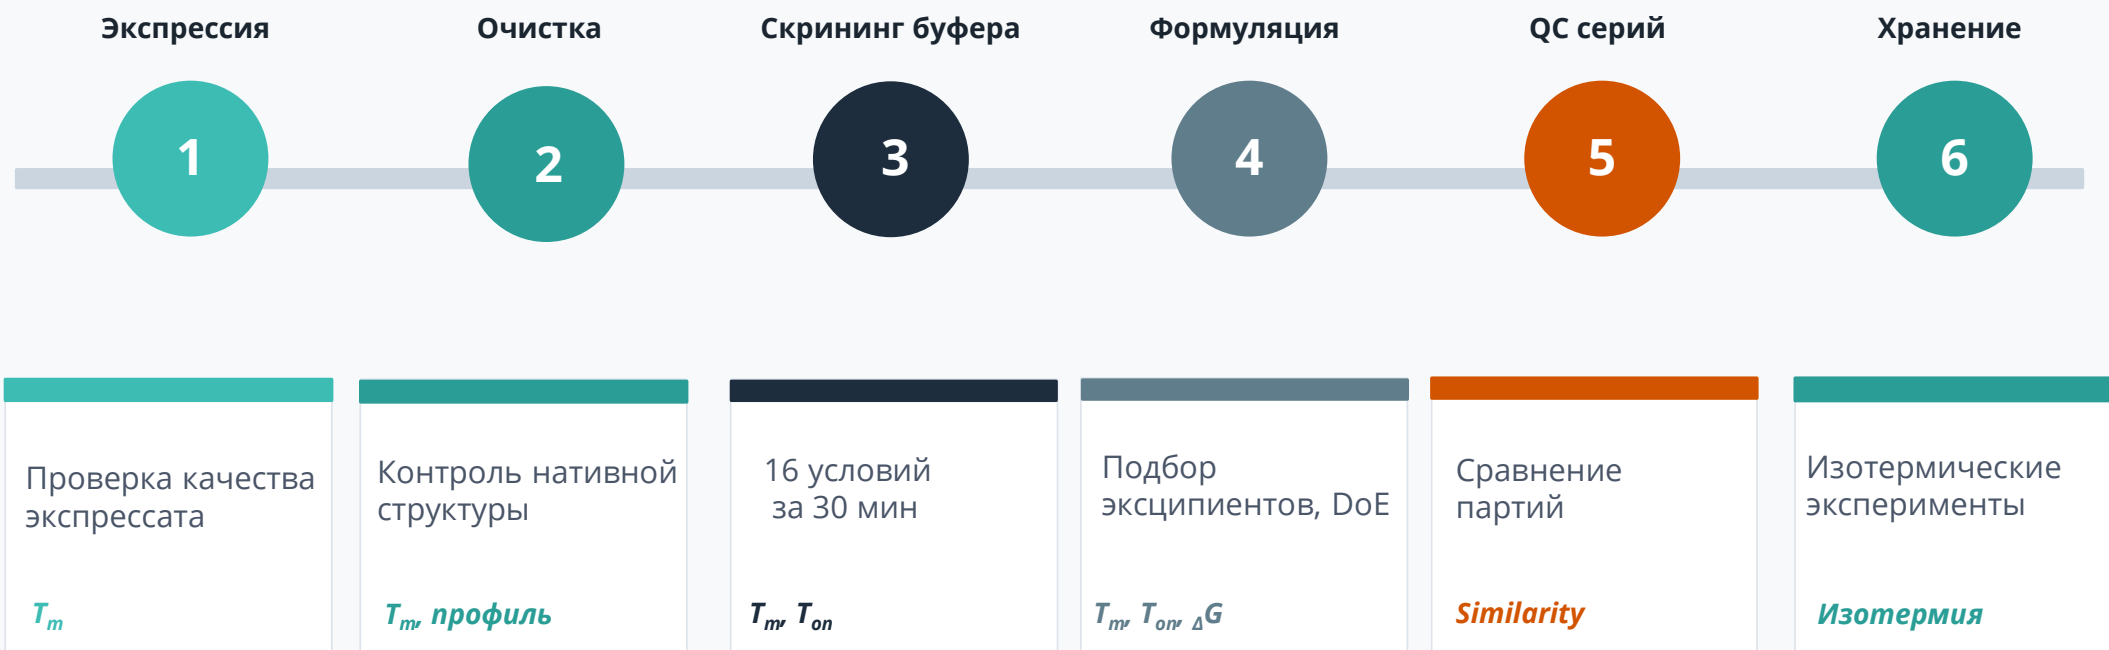 Экспрессия
Очистка
Скрининг буфера
Формуляция
QC серий
Хранение
1
2
3
4
5
6
Проверка качества
экспрессата
Tm
Контроль нативной
структуры
Tm, профиль
16 условий
за 30 мин
Tm, Ton
Подбор
эксципиентов, DoE
Tm, Ton, ΔG
Сравнение
партий
Similarity
Изотермические
эксперименты
Изотермия